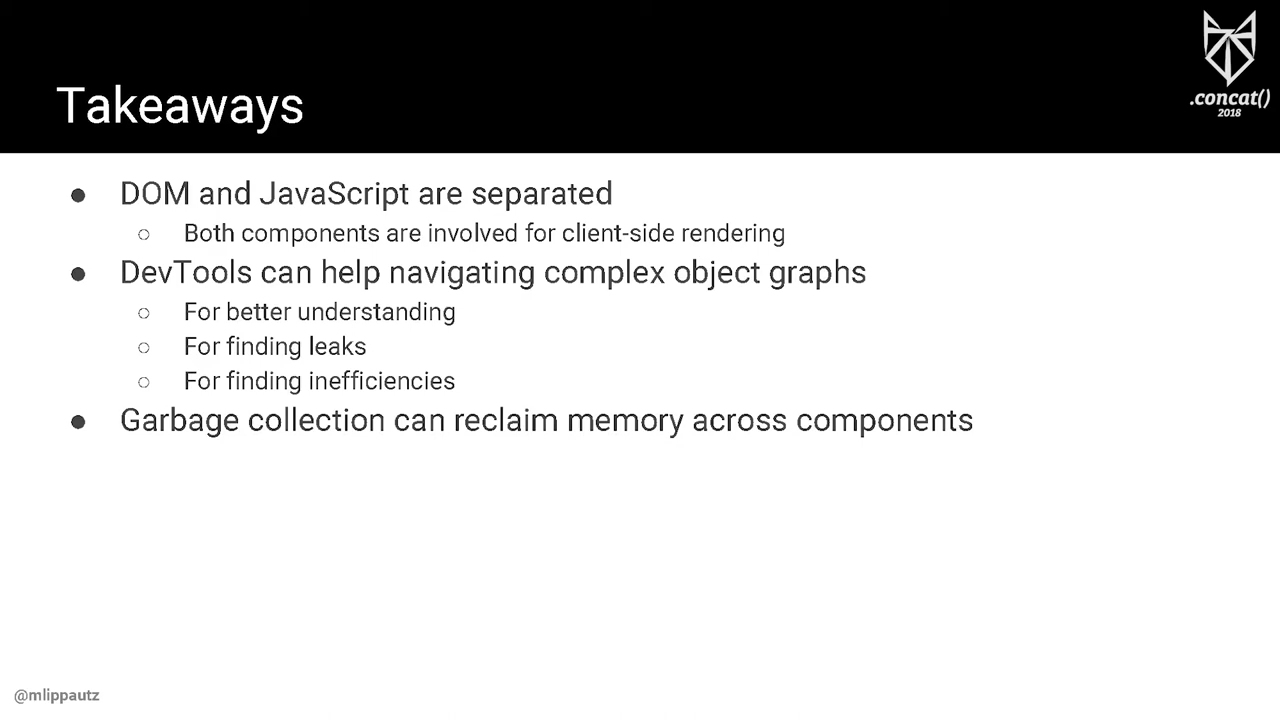 .concat()
2018
Takeaways
● DOM and JavaScript are separated
○ Both components are involved for client-side rendering
● DevTools can help navigating complex object graphs
○ For better understanding
○ For finding leaks
○ For finding inefficiencies
● Garbage collection can reclaim memory across components
@mlippautz